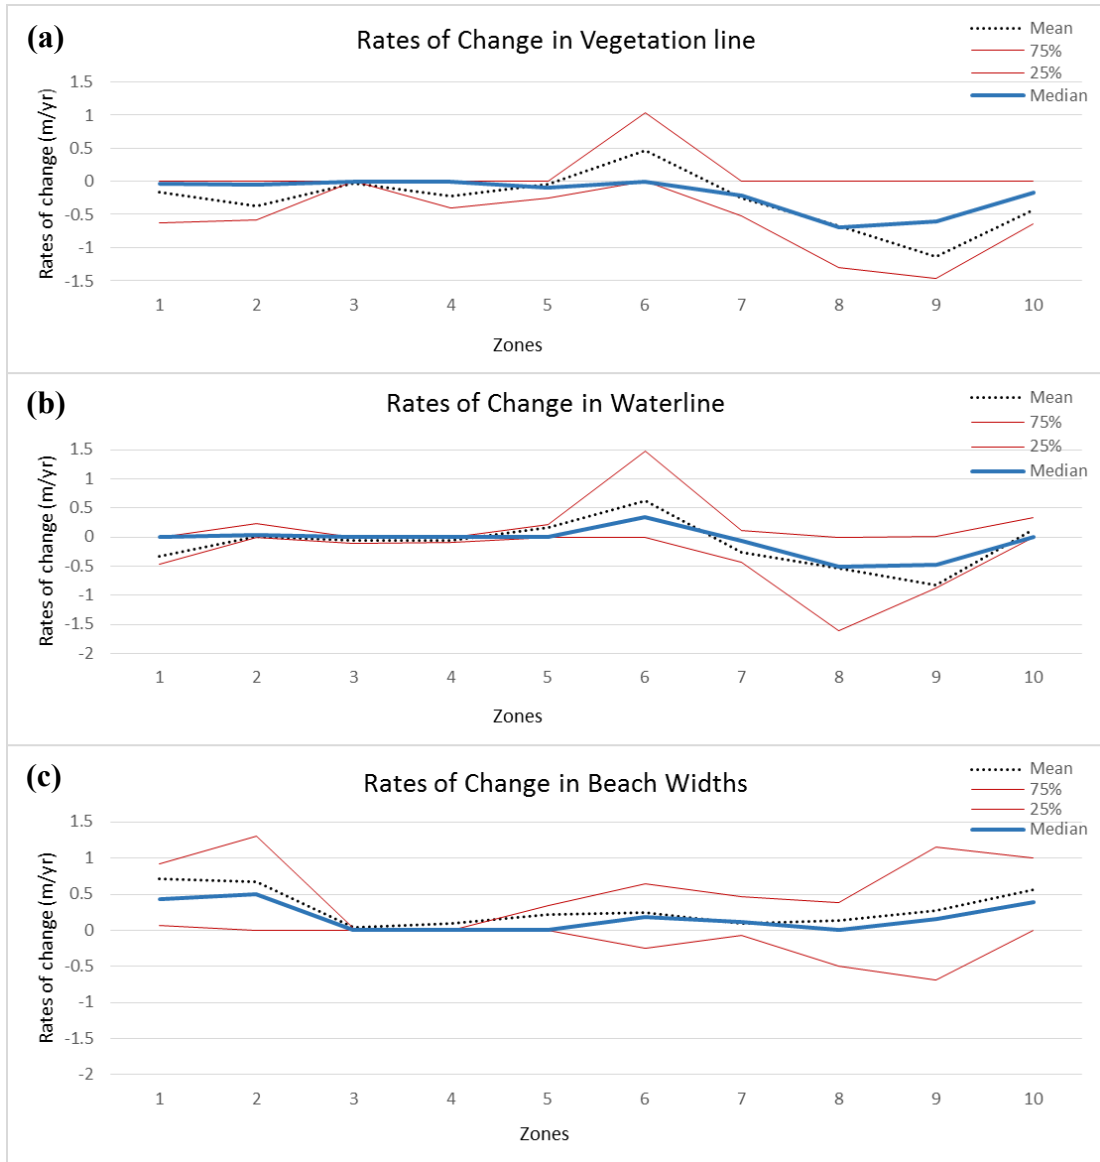 (a)
Rates of Change in Vegetation line
Mean
75%
25%
Median
Rates of change (m/yr)
1.5
1
0.5
0
-0.5
-1
-1.5
1 2 3 4 5 6 7 8 9 10
Zones
(b)
Rates of Change in Waterline
Mean
75%
25%
Median
Rates of change (m/yr)
1.5
1
0.5
0
-0.5
-1
-1.5
-2
1 2 3 4 5 6 7 8 9 10
Zones
(c)
Rates of Change in Beach Widths
Mean
75%
25%
Median
Rates of change (m/yr)
1.5
1
0.5
0
-0.5
-1
-1.5
-2
1 2 3 4 5 6 7 8 9 10
Zones